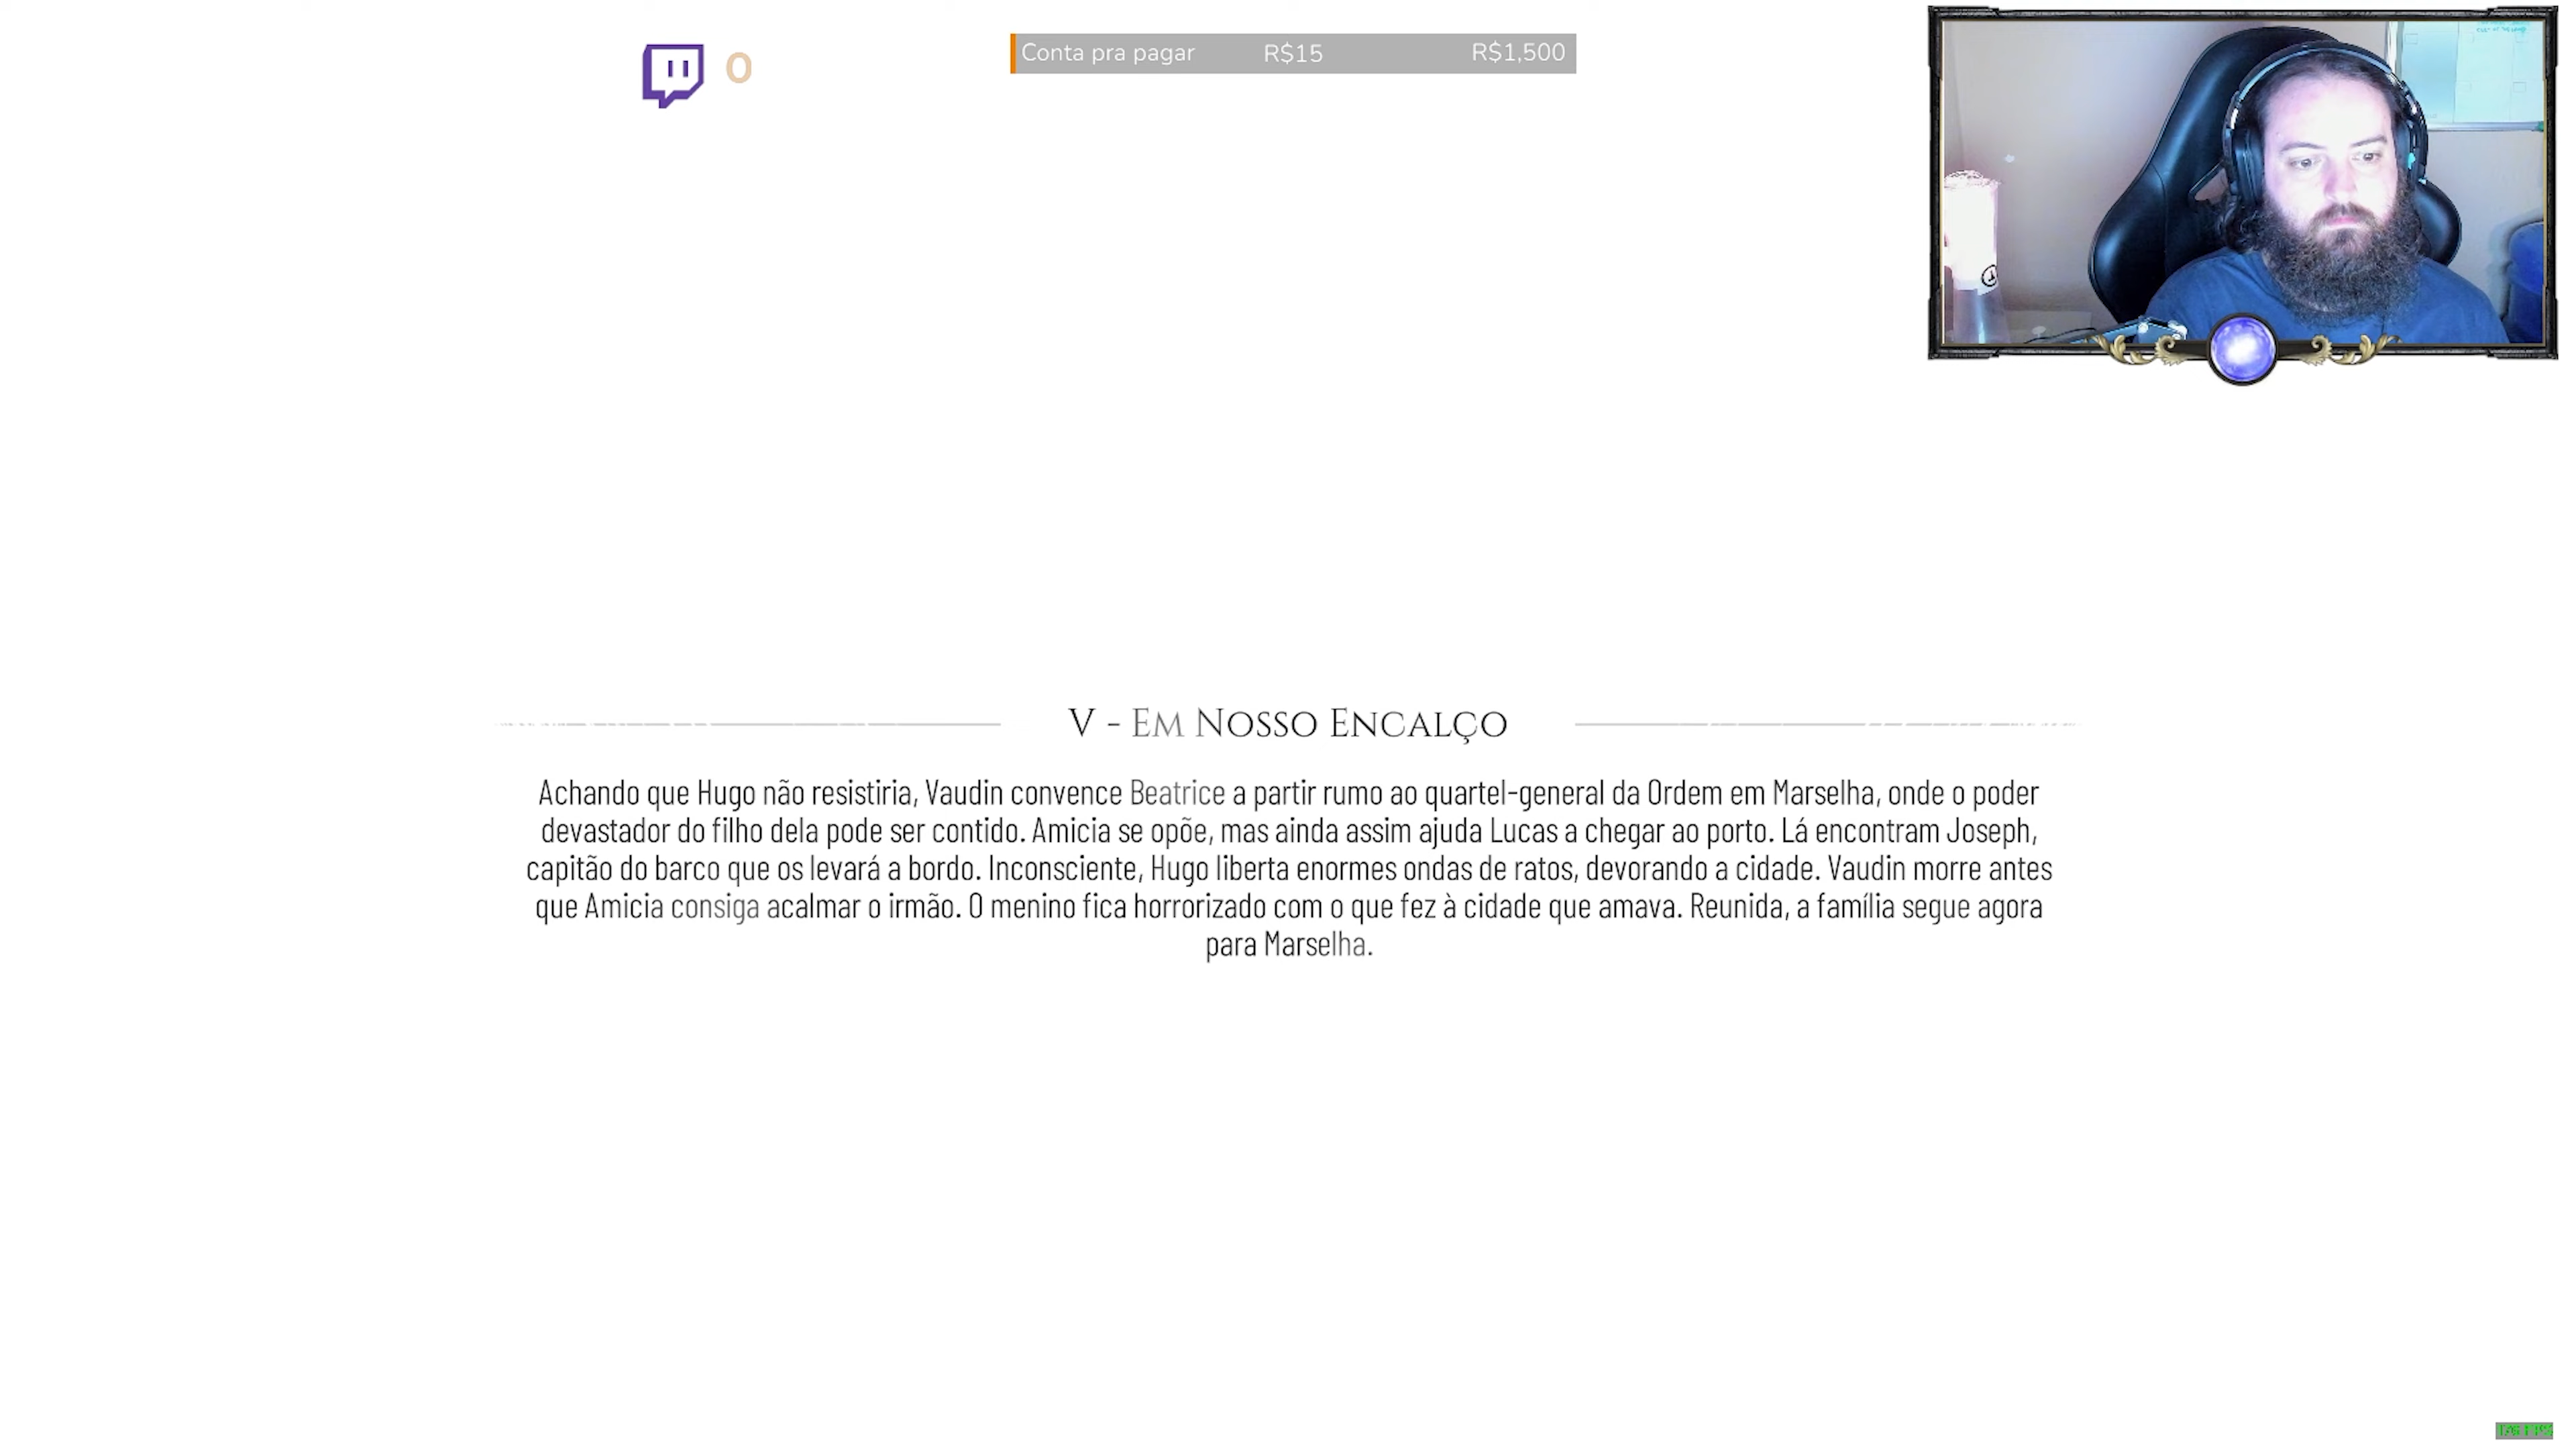 0
Conta pra pagar R$15 R$1,500
V - Em Nosso Encalço
Achando que Hugo não resistiria, Vaudin convence Beatrice a partir rumo ao quartel-general da Ordem em Marselha, onde o poder
devastador do filho dela pode ser contido. Amicia se opõe, mas ainda assim ajuda Lucas a chegar ao porto. Lá encontram Joseph,
capitão do barco que os levará a bordo. Inconsciente, Hugo liberta enormes ondas de ratos, devorando a cidade. Vaudin morre antes
que Amicia consiga acalmar o irmão. O menino fica horrorizado com o que fez à cidade que amava. Reunida, a família segue agora
para Marselha.